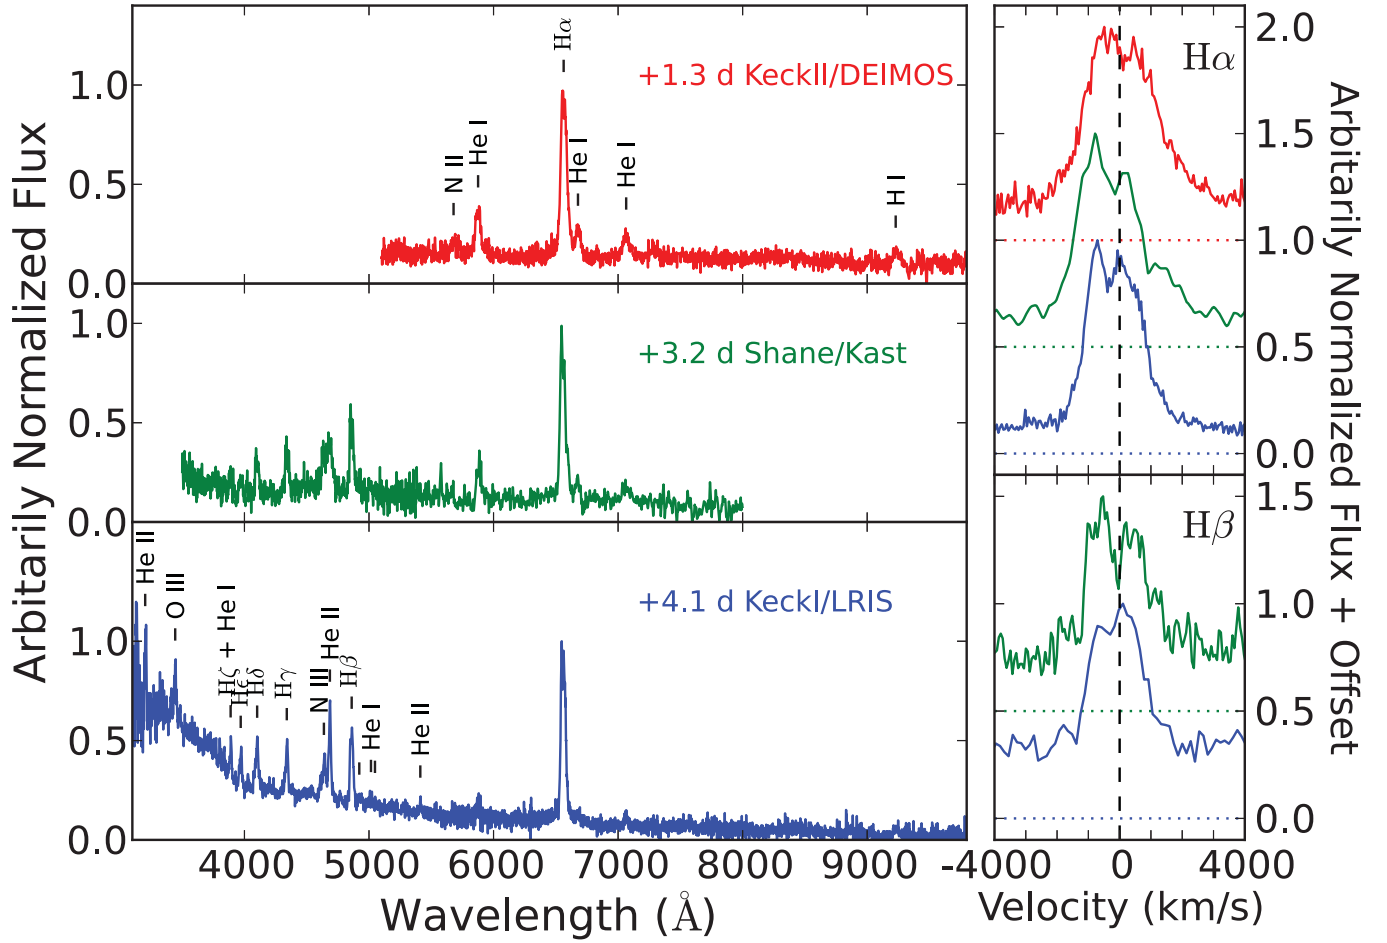 Arbitarily Normalized Flux
1.0
0.5
0.0
+1.3 d KeckII/DEIMOS
N II
He I
Hα
He I
He I
H I
1.0
0.5
0.0
+3.2 d Shane/Kast
1.0
0.5
0.0
+4.1 d KeckI/LRIS
He II
O III
Hζ + He I
Hε
Hδ
Hγ
N III
He II
Hβ
He I
He II
4000
5000
6000
7000
8000
9000
Wavelength (Å)
Hα
2.0
1.5
1.0
0.5
0.0
Hβ
1.5
1.0
0.5
0.0
-4000
0
4000
Velocity (km/s)
Arbitarily Normalized Flux + Offset